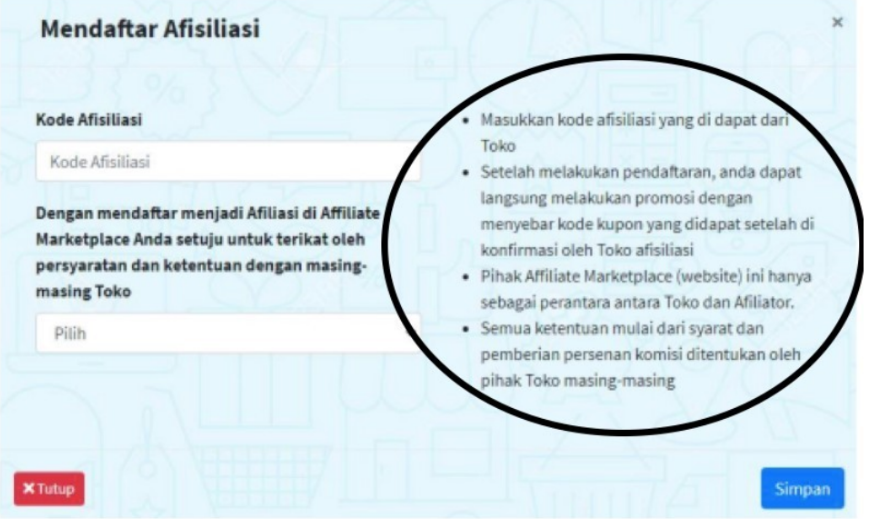 Mendaftar Afisiliasi
×
Kode Afisiliasi
Kode Afisiliasi
Dengan mendaftar menjadi Afiliasi di Affiliate
Marketplace Anda setuju untuk terikat oleh
persyaratan dan ketentuan dengan masing-
masing Toko
Pilih
• Masukkan kode afisiliasi yang di dapat dari
Toko
• Setelah melakukan pendaftaran, anda dapat
langsung melakukan promosi dengan
menyebar kode kupon yang didapat setelah di
konfirmasi oleh Toko afisiliasi
• Pihak Affiliate Marketplace (website) ini hanya
sebagai perantara antara Toko dan Afiliator.
• Semua ketentuan mulai dari syarat dan
pemberian persenan komisi ditentukan oleh
pihak Toko masing-masing
× Tutup
Simpan